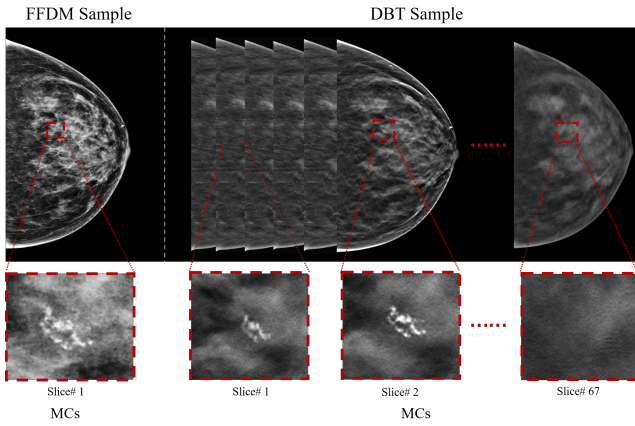 FFDM Sample
DBT Sample
Slice# 1
Slice# 1
Slice# 2
Slice# 67
MCs
MCs